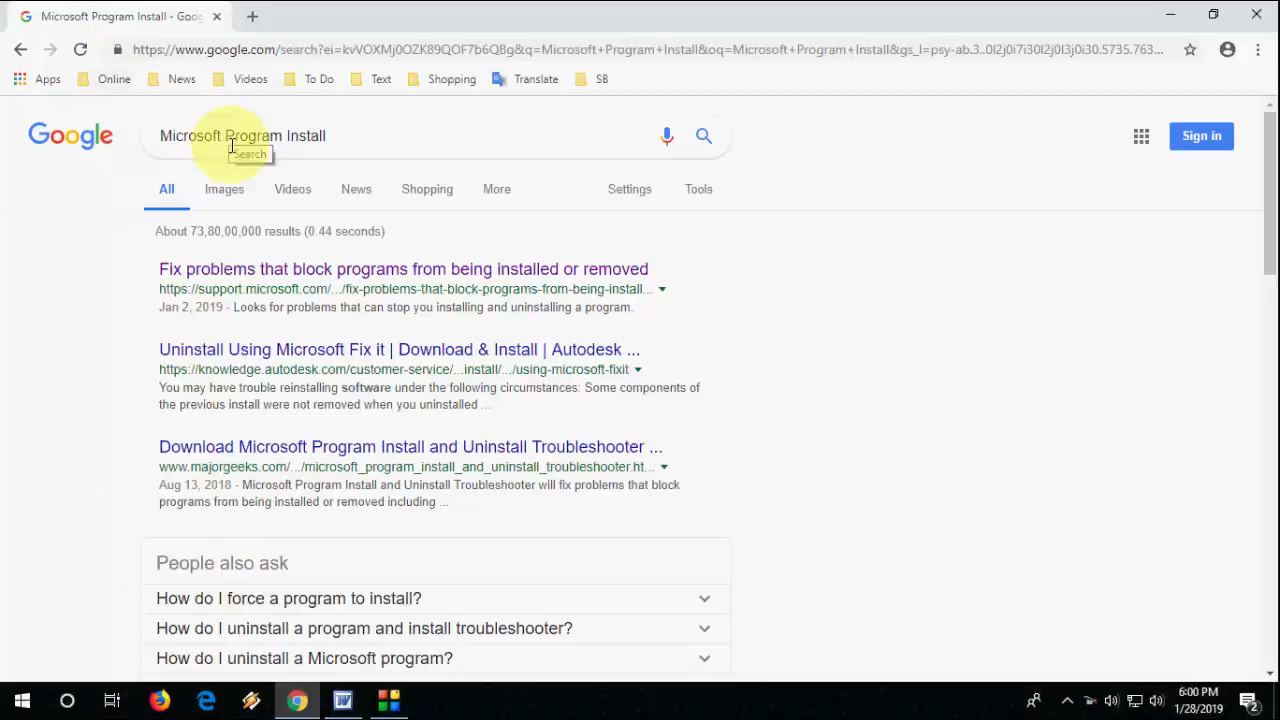 Microsoft Program Install - Goog
https://www.google.com/search?ei=kvVOXMj0OZK89QOF7b6QBg&q=Microsoft+Program+Install&oq=Microsoft+Program+Install&gs_l=psy-ab.3..0l2j0i7i30l2j0l3j0i30.5735.763...
Apps Online News Videos To Do Text Shopping Translate SB
Google
Microsoft Program Install
Sign in
Search
All Images Videos News Shopping More Settings Tools
About 73,80,00,000 results (0.44 seconds)
Fix problems that block programs from being installed or removed
https://support.microsoft.com/.../fix-problems-that-block-programs-from-being-install...
Jan 2, 2019 - Looks for problems that can stop you installing and uninstalling a program.
Uninstall Using Microsoft Fix it | Download & Install | Autodesk ...
https://knowledge.autodesk.com/customer-service/...install/.../using-microsoft-fixit
You may have trouble reinstalling software under the following circumstances: Some components of
the previous install were not removed when you uninstalled ...
Download Microsoft Program Install and Uninstall Troubleshooter ...
www.majorgeeks.com/.../microsoft_program_install_and_uninstall_troubleshooter.ht...
Aug 13, 2018 - Microsoft Program Install and Uninstall Troubleshooter will fix problems that block
programs from being installed or removed including ...
People also ask
How do I force a program to install?
How do I uninstall a program and install troubleshooter?
How do I uninstall a Microsoft program?
6:00 PM
1/28/2019
2